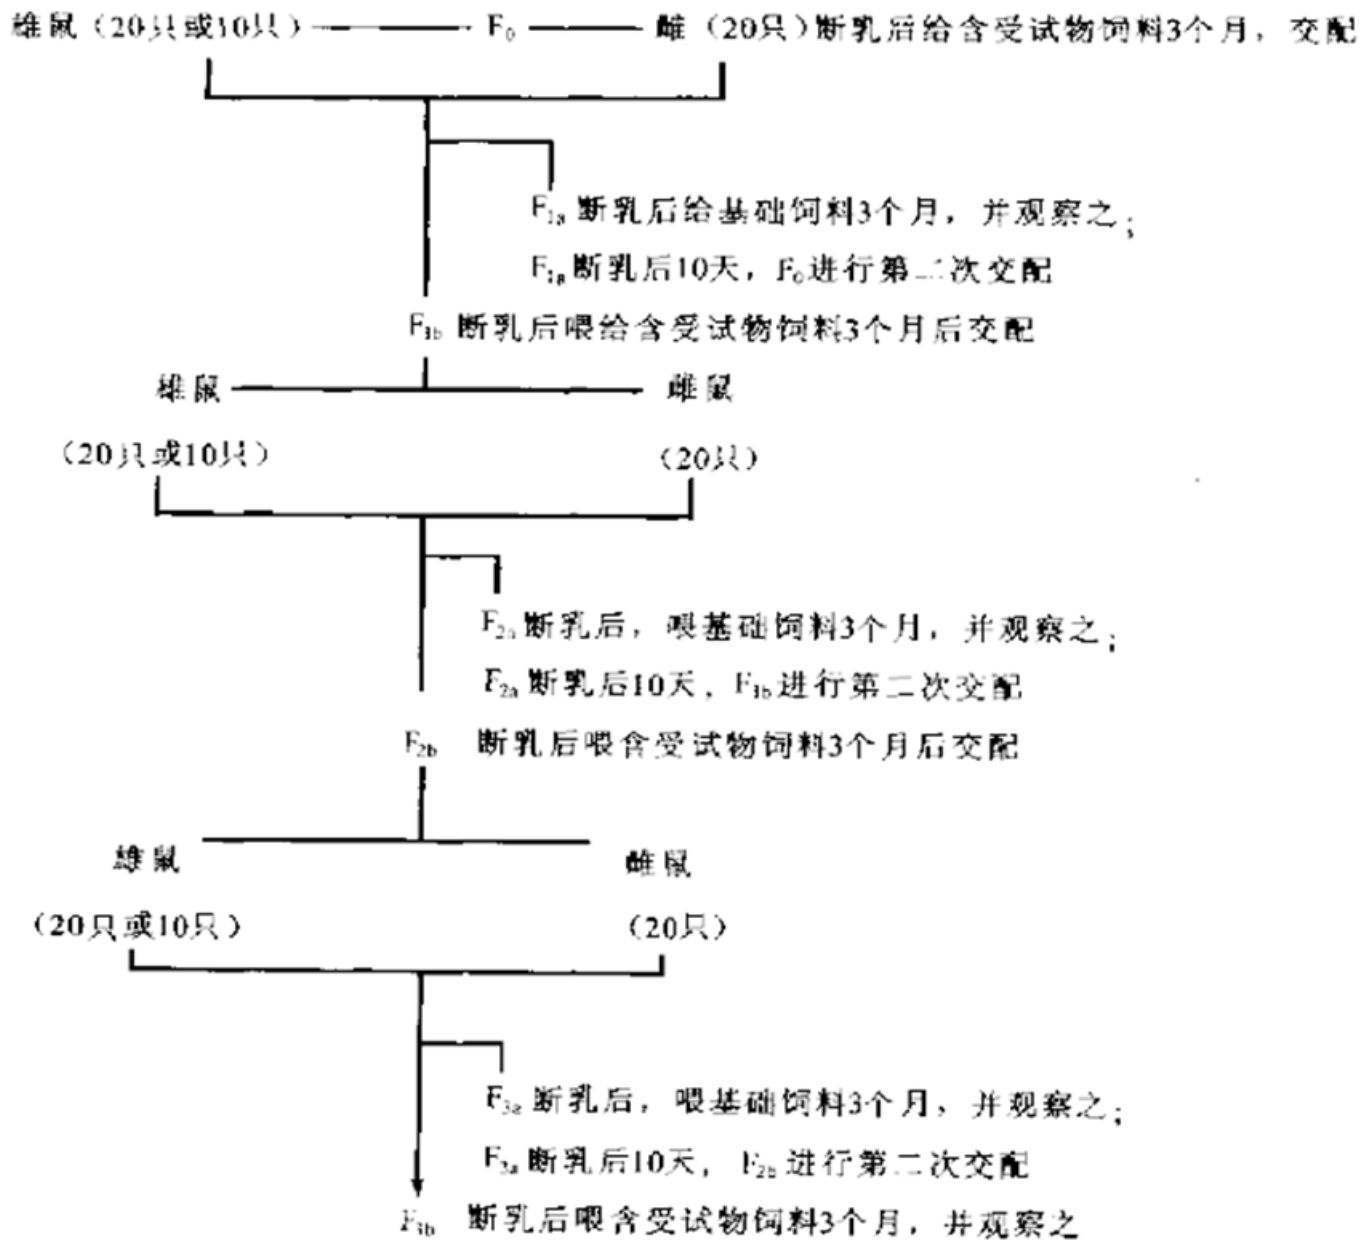 雄鼠(20只或10只) F₀ 雌(20只)断乳后给含受试物饲料3个月，交配
F₁ₐ 断乳后给基础饲料3个月，并观察之；
F₁ₐ 断乳后10天，F₀进行第二次交配
F₁b 断乳后喂给含受试物饲料3个月后交配
雄鼠 雌鼠
(20只或10只) (20只)
F₂ₐ 断乳后，喂基础饲料3个月，并观察之；
F₂ₐ 断乳后10天，F₁b 进行第二次交配
F₂b 断乳后喂含受试物饲料3个月后交配
雄鼠 雌鼠
(20只或10只) (20只)
F₃ₐ 断乳后，喂基础饲料3个月，并观察之；
F₃ₐ 断乳后10天，F₂b 进行第二次交配
F₃b 断乳后喂含受试物饲料3个月，并观察之